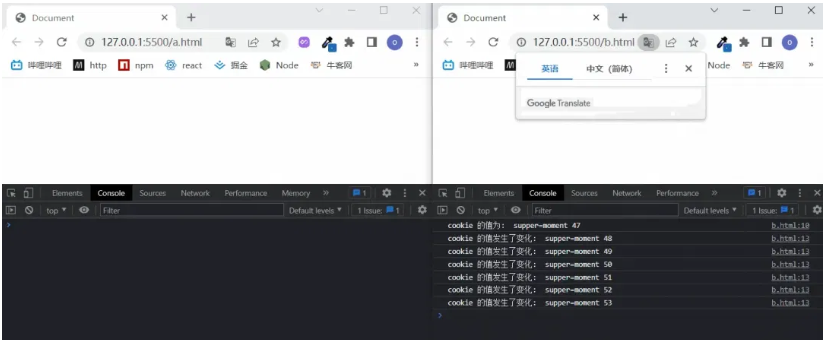 Document
127.0.0.1:5500/a.html
哔哩哔哩 http npm react 掘金 Node 牛客网 »
Elements Console Sources Network Performance Memory » 1
top Filter Default levels 1 Issue: 1
Document
127.0.0.1:5500/b.html
哔哩哔哩 Node 牛客网 »
英语 中文（简体）
Google Translate
Elements Console Sources Network Performance » 1
top Filter Default levels 1 Issue: 1
cookie 的值为： supper-moment 47 b.html:10
cookie 的值发生了变化： supper-moment 48 b.html:13
cookie 的值发生了变化： supper-moment 49 b.html:13
cookie 的值发生了变化： supper-moment 50 b.html:13
cookie 的值发生了变化： supper-moment 51 b.html:13
cookie 的值发生了变化： supper-moment 52 b.html:13
cookie 的值发生了变化： supper-moment 53 b.html:13